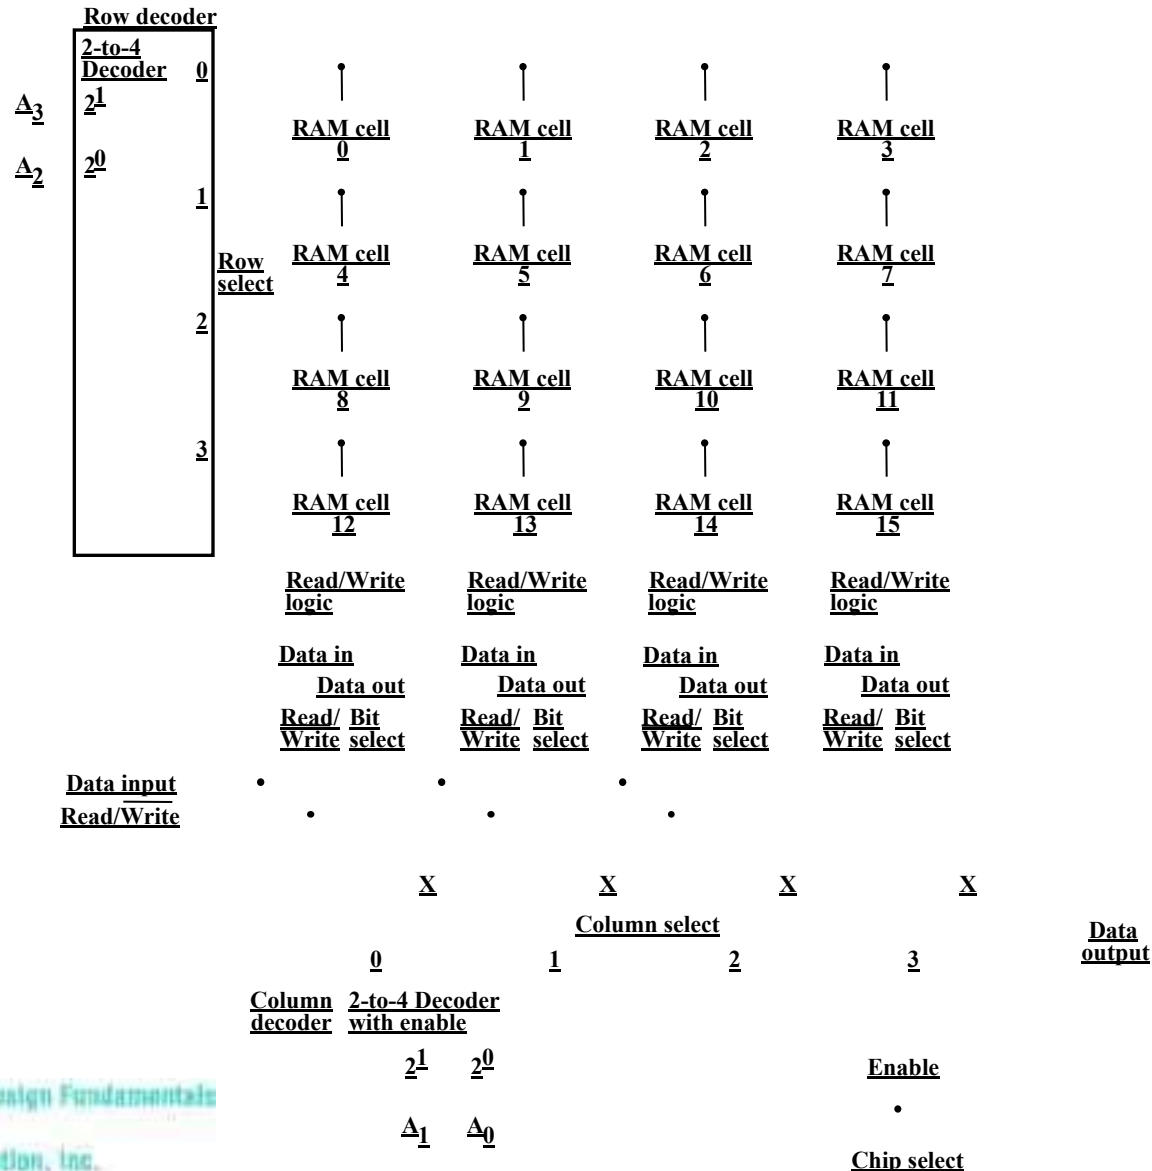 Row decoder
2-to-4
Decoder 0
A3 2^1
RAM cell RAM cell RAM cell RAM cell
0 1 2 3
A2 2^0
1
RAM cell RAM cell RAM cell RAM cell
4 5 6 7
Row
select
2
RAM cell RAM cell RAM cell RAM cell
8 9 10 11
3
RAM cell RAM cell RAM cell RAM cell
12 13 14 15
Read/Write Read/Write Read/Write Read/Write
logic logic logic logic
Data in Data in Data in Data in
Data out Data out Data out Data out
Read/ Bit Read/ Bit Read/ Bit Read/ Bit
Write select Write select Write select Write select
Data input
Read/Write
X X X X
Column select
Data
output
0 1 2 3
Column 2-to-4 Decoder
decoder with enable
2^1 2^0 Enable
A1 A0
Chip select
Fundamentals
Inc.